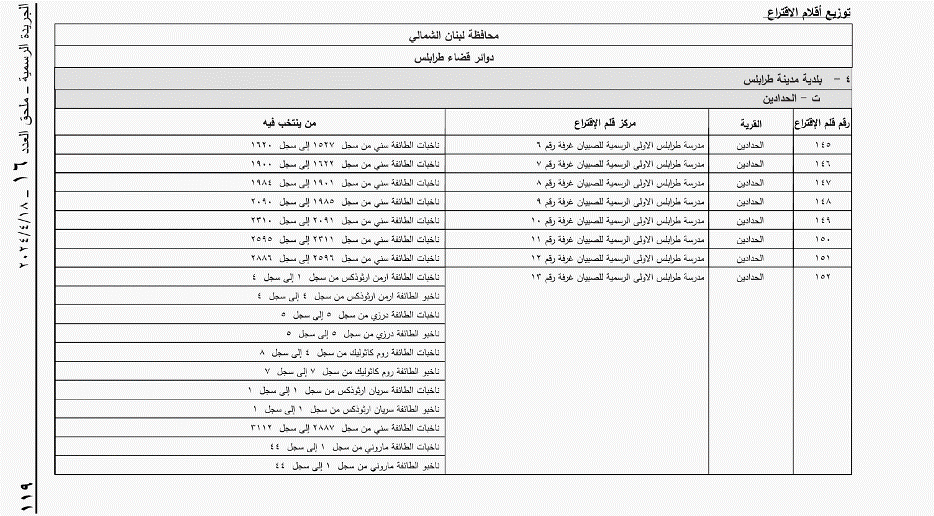 توزيع أقلام الاقتراع
محافظة لبنان الشمالي
دوائر قضاء طرابلس
٤ - بلدية مدينة طرابلس
ت - الحدادين
رقم قلم الإقتراع القرية مركز قلم الإقتراع من ينتخب فيه
١٤٥ الحدادين مدرسة طرابلس الاولى الرسمية للصبيان غرفة رقم ٦ ناخبات الطائفة سني من سجل ١٥٢٧ إلى سجل ١٦٢٠
١٤٦ الحدادين مدرسة طرابلس الاولى الرسمية للصبيان غرفة رقم ٧ ناخبات الطائفة سني من سجل ١٦٢٢ إلى سجل ١٩٠٠
١٤٧ الحدادين مدرسة طرابلس الاولى الرسمية للصبيان غرفة رقم ٨ ناخبات الطائفة سني من سجل ١٩٠١ إلى سجل ١٩٨٤
١٤٨ الحدادين مدرسة طرابلس الاولى الرسمية للصبيان غرفة رقم ٩ ناخبات الطائفة سني من سجل ١٩٨٥ إلى سجل ٢٠٩٠
١٤٩ الحدادين مدرسة طرابلس الاولى الرسمية للصبيان غرفة رقم ١٠ ناخبات الطائفة سني من سجل ٢٠٩١ إلى سجل ٢٣١٠
١٥٠ الحدادين مدرسة طرابلس الاولى الرسمية للصبيان غرفة رقم ١١ ناخبات الطائفة سني من سجل ٢٣١١ إلى سجل ٢٥٩٥
١٥١ الحدادين مدرسة طرابلس الاولى الرسمية للصبيان غرفة رقم ١٢ ناخبات الطائفة سني من سجل ٢٥٩٦ إلى سجل ٢٨٨٦
١٥٢ الحدادين مدرسة طرابلس الاولى الرسمية للصبيان غرفة رقم ١٣ ناخبات الطائفة ارمن ارثوذكس من سجل ١ إلى سجل ٤
ناخبو الطائفة ارمن ارثوذكس من سجل ٤ إلى سجل ٤
ناخبات الطائفة درزي من سجل ٥ إلى سجل ٥
ناخبو الطائفة درزي من سجل ٥ إلى سجل ٥
ناخبات الطائفة روم كاثوليك من سجل ٤ إلى سجل ٨
ناخبو الطائفة روم كاثوليك من سجل ٧ إلى سجل ٧
ناخبات الطائفة سريان ارثوذكس من سجل ١ إلى سجل ١
ناخبو الطائفة سريان ارثوذكس من سجل ١ إلى سجل ١
ناخبات الطائفة سني من سجل ٢٨٨٧ إلى سجل ٣١١٢
ناخبات الطائفة ماروني من سجل ١ إلى سجل ٤٤
ناخبو الطائفة ماروني من سجل ١ إلى سجل ٤٤
الجريدة الرسمية - ملحق العدد ١٦ - ٢٠٢٤/٤/١٨
١١٩